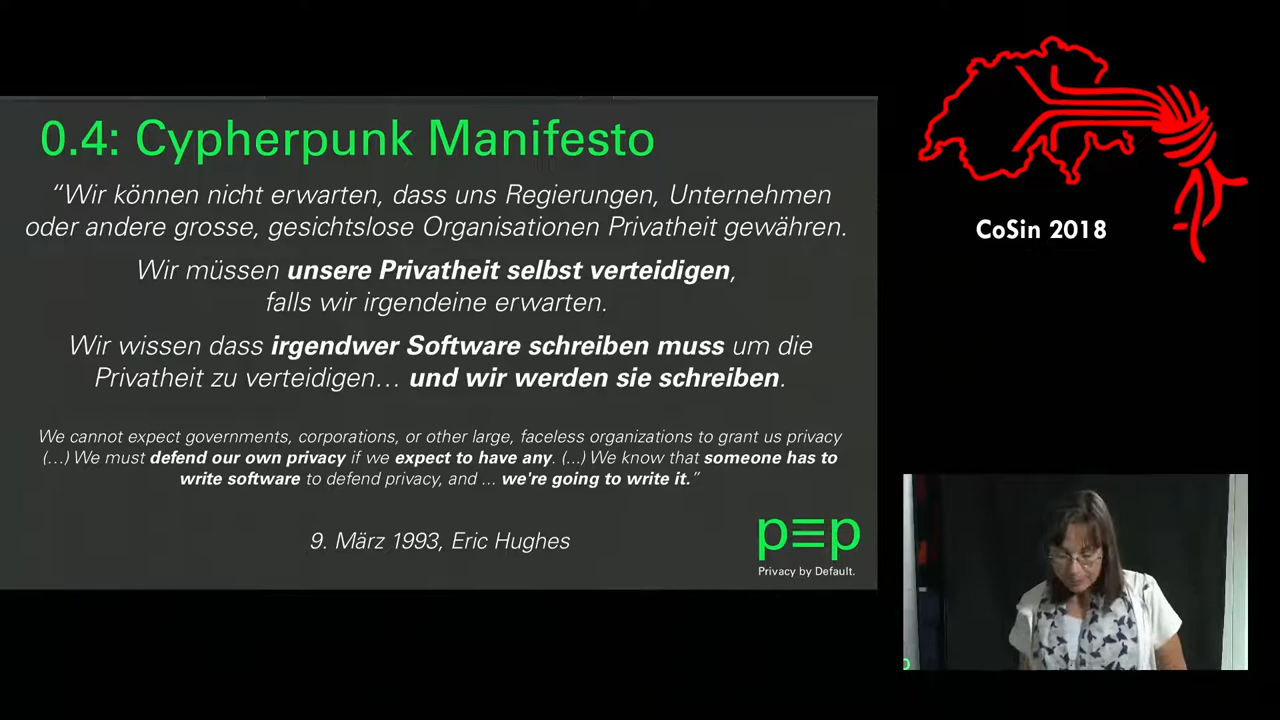 0.4: Cypherpunk Manifesto
“Wir können nicht erwarten, dass uns Regierungen, Unternehmen
oder andere grosse, gesichtslose Organisationen Privatheit gewähren.
Wir müssen unsere Privatheit selbst verteidigen,
falls wir irgendeine erwarten.
Wir wissen dass irgendwer Software schreiben muss um die
Privatheit zu verteidigen… und wir werden sie schreiben.
We cannot expect governments, corporations, or other large, faceless organizations to grant us privacy
(…) We must defend our own privacy if we expect to have any. (...) We know that someone has to
write software to defend privacy, and ... we're going to write it.”
9. März 1993, Eric Hughes
p≡p
Privacy by Default.
CoSin 2018
p